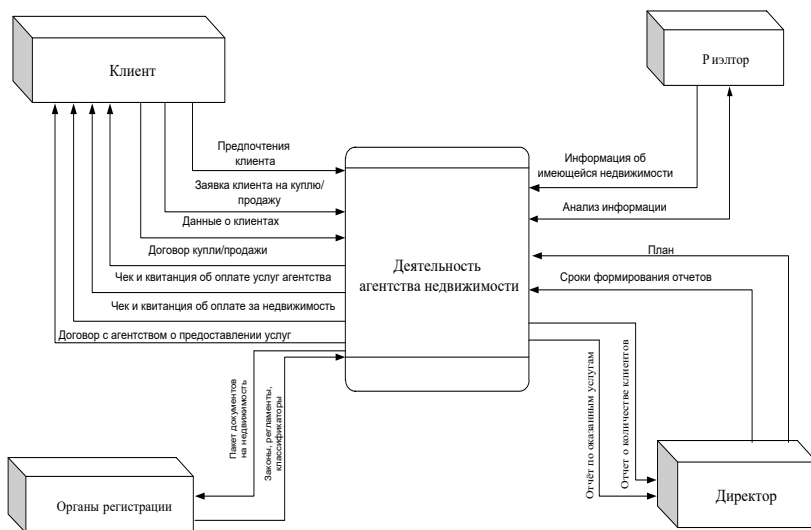 Клиент
Риэлтор
Предпочтения
клиента
Заявка клиента на куплю/
продажу
Данные о клиентах
Договор купли/продажи
Чек и квитанция об оплате услуг агентства
Чек и квитанция об оплате за недвижимость
Договор с агентством о предоставлении услуг
Деятельность
агентства недвижимости
Информация об
имеющейся недвижимости
Анализ информации
План
Сроки формирования отчетов
Пакет документов
на недвижимость
Законы, регламенты,
классификаторы
Отчёт по оказанным услугам
Отчет о количестве клиентов
Органы регистрации
Директор